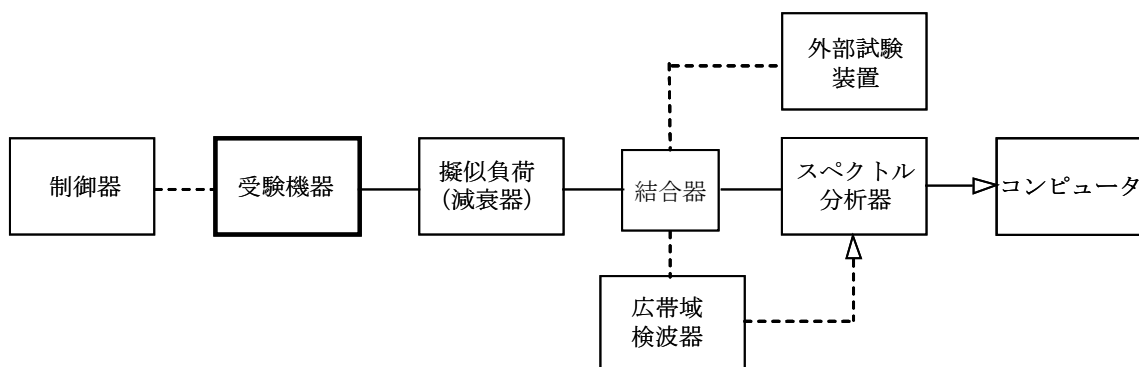 外部試験
装置
制御器
受験機器
擬似負荷
(減衰器)
結合器
スペクトル
分析器
コンピュータ
広帯域
検波器